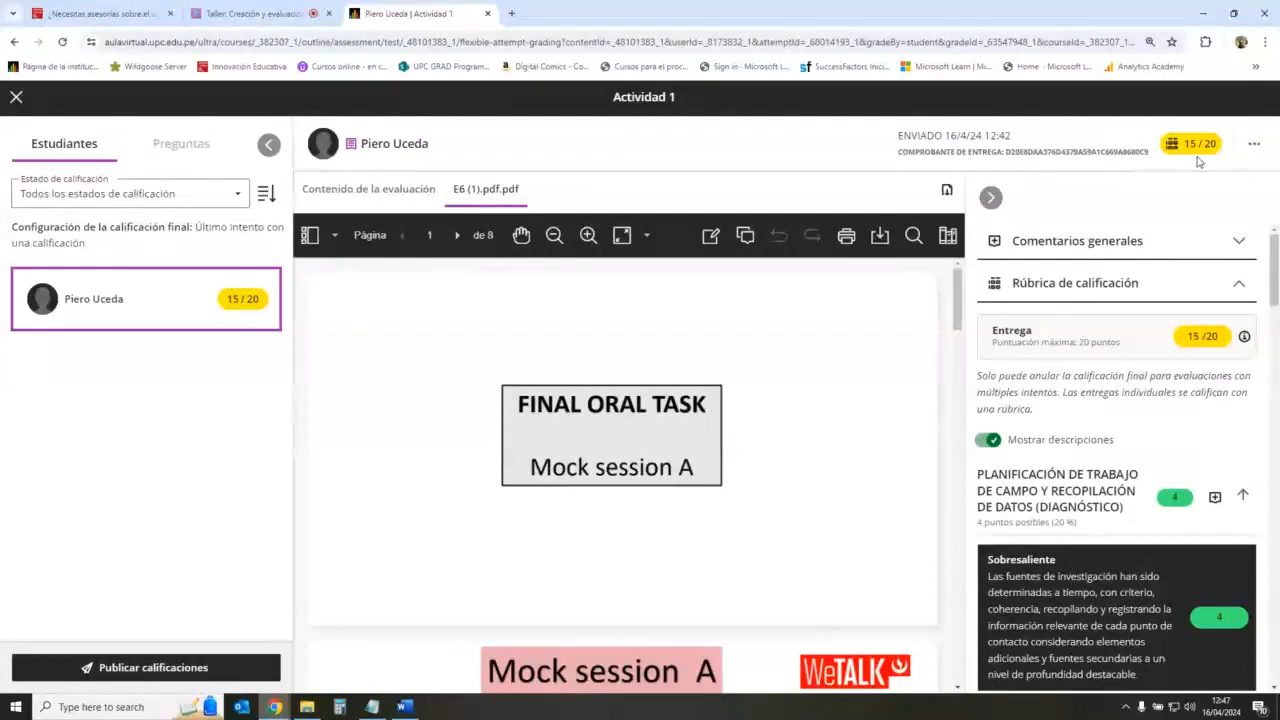 ¿Necesitas asesorías sobre el
Taller: Creación y evaluaci
Piero Uceda | Actividad 1
aulavirtual.upc.edu.pe/ultra/courses/_382307_1/outline/assessment/test/_48101383_1/flexible-attempt-grading?contentId=_48101383_1&userId=_8173832_1&attemptId=_68014193_1&gradeBy=student&gradeId=_63547948_1&courseId=_382307_1...
Página de la instituc...
Wildgoose Server
Innovación Educativa
Cursos online - en c...
UPC GRAD Program...
Digital Comics - Co...
Cursos para el proc...
Sign in - Microsoft L...
SuccessFactors Inici...
Microsoft Learn | Mi...
Home - Microsoft L...
Analytics Academy
Actividad 1
Estudiantes
Preguntas
Estado de calificación
Todos los estados de calificación
Configuración de la calificación final: Último intento con
una calificación
Piero Uceda
15 / 20
Publicar calificaciones
Piero Uceda
ENVIADO 16/4/24 12:42
COMPROBANTE DE ENTREGA: D20E8DAA376D4379A59A1C669A8680C9
15 / 20
Contenido de la evaluación
E6 (1).pdf.pdf
Página
1
de 8
FINAL ORAL TASK
Mock session A
Mock session A
WeTALK
Comentarios generales
Rúbrica de calificación
Entrega
15 /20
Puntuación máxima: 20 puntos
Solo puede anular la calificación final para evaluaciones con
múltiples intentos. Las entregas individuales se califican con
una rúbrica.
Mostrar descripciones
PLANIFICACIÓN DE TRABAJO
DE CAMPO Y RECOPILACIÓN
DE DATOS (DIAGNÓSTICO)
4
4 puntos posibles (20 %)
Sobresaliente
Las fuentes de investigación han sido
determinadas a tiempo, con criterio,
coherencia, recopilando y registrando la
información relevante de cada punto de
contacto considerando elementos
adicionales y fuentes secundarias a un
nivel de profundidad destacable.
4
Type here to search
12:47
16/04/2024